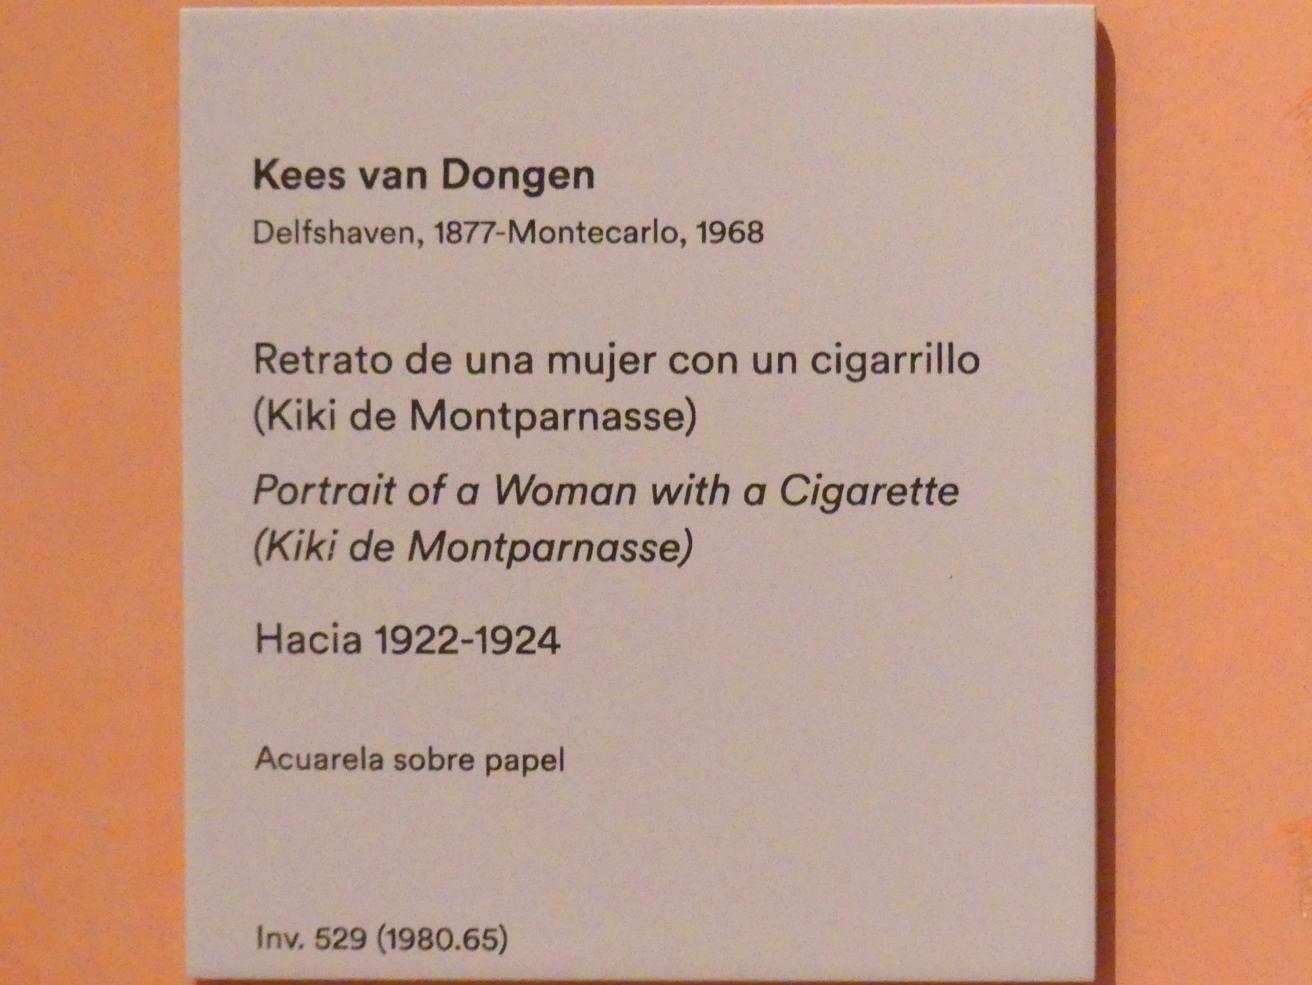 Kees van Dongen
Delfshaven, 1877-Montecarlo, 1968
Retrato de una mujer con un cigarrillo
(Kiki de Montparnasse)
Portrait of a Woman with a Cigarette
(Kiki de Montparnasse)
Hacia 1922-1924
Acuarela sobre papel
Inv. 529 (1980.65)